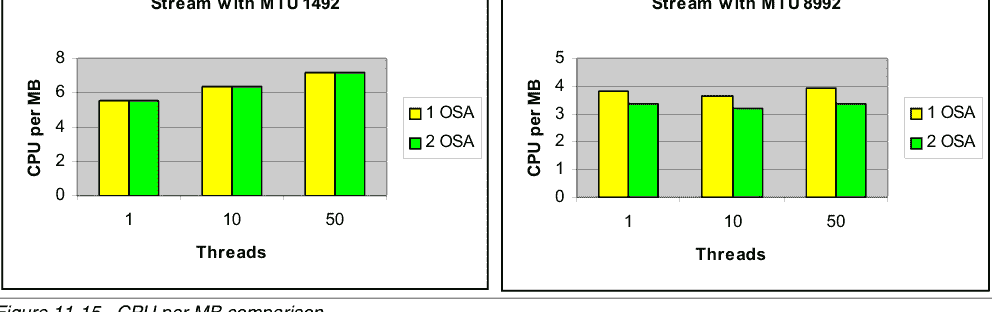 Stream with MTU 1492
8
6
4
2
0
CPU per MB
1 10 50
Threads
1 OSA
2 OSA
Stream with MTU 8992
5
4
3
2
1
0
CPU per MB
1 10 50
Threads
1 OSA
2 OSA
Figure 11-15 CPU per MB comparison